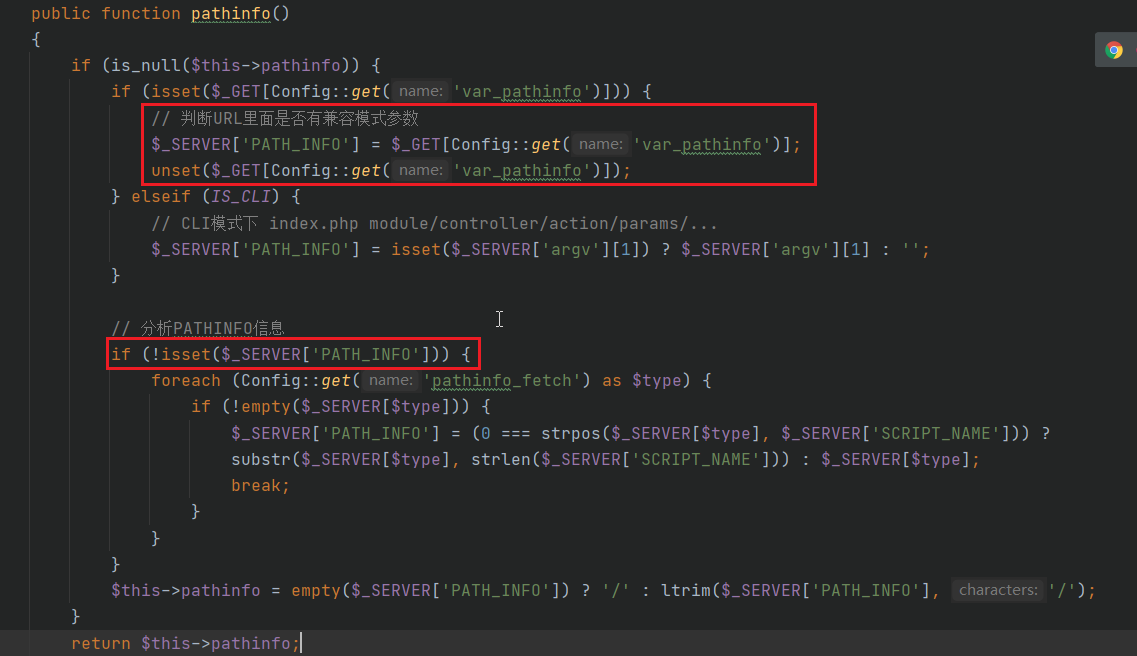 public function pathinfo()
{
if (is_null($this->pathinfo)) {
if (isset($_GET[Config::get( name: 'var_pathinfo')])) {
// 判断URL里面是否有兼容模式参数
$_SERVER['PATH_INFO'] = $_GET[Config::get( name: 'var_pathinfo')];
unset($_GET[Config::get( name: 'var_pathinfo')]);
} elseif (IS_CLI) {
// CLI模式下 index.php module/controller/action/params/...
$_SERVER['PATH_INFO'] = isset($_SERVER['argv'][1]) ? $_SERVER['argv'][1] : '';
}
// 分析PATHINFO信息
if (!isset($_SERVER['PATH_INFO'])) {
foreach (Config::get( name: 'pathinfo_fetch') as $type) {
if (!empty($_SERVER[$type])) {
$_SERVER['PATH_INFO'] = (0 === strpos($_SERVER[$type], $_SERVER['SCRIPT_NAME'])) ?
substr($_SERVER[$type], strlen($_SERVER['SCRIPT_NAME'])) : $_SERVER[$type];
break;
}
}
}
$this->pathinfo = empty($_SERVER['PATH_INFO']) ? '/' : ltrim($_SERVER['PATH_INFO'], characters: '/');
}
return $this->pathinfo;